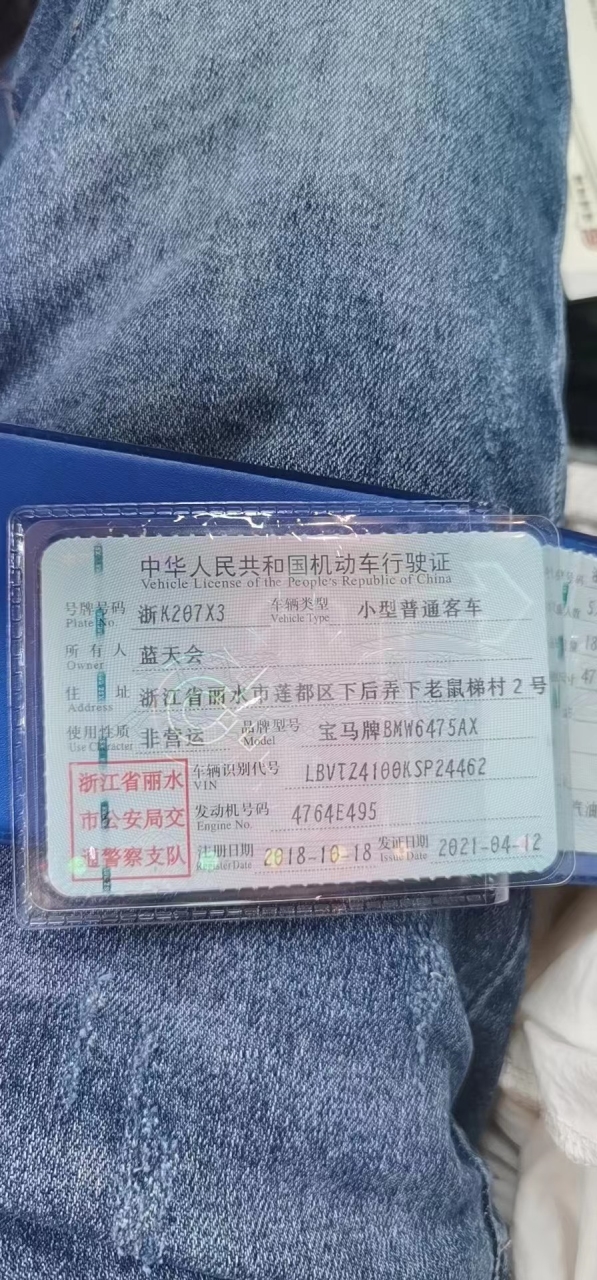 中华人民共和国机动车行驶证
Vehicle License of the People's Republic of China
号牌号码 浙K207X3 车辆类型 小型普通客车
Plate No. Vehicle Type
所有人 蓝天会
Owner
住址 浙江省丽水市莲都区下后弄下老鼠梯村2号
Address
使用性质 非营运 品牌型号 宝马牌BMW6475AX
Use Character Model
浙江省丽水 车辆识别代号 LBVTZ4100KSP24462
VIN
市公安局交 发动机号码 4764E495
Engine No.
通警察支队 注册日期 2018-10-18 发证日期 2021-04-12
Register Date Issue Date